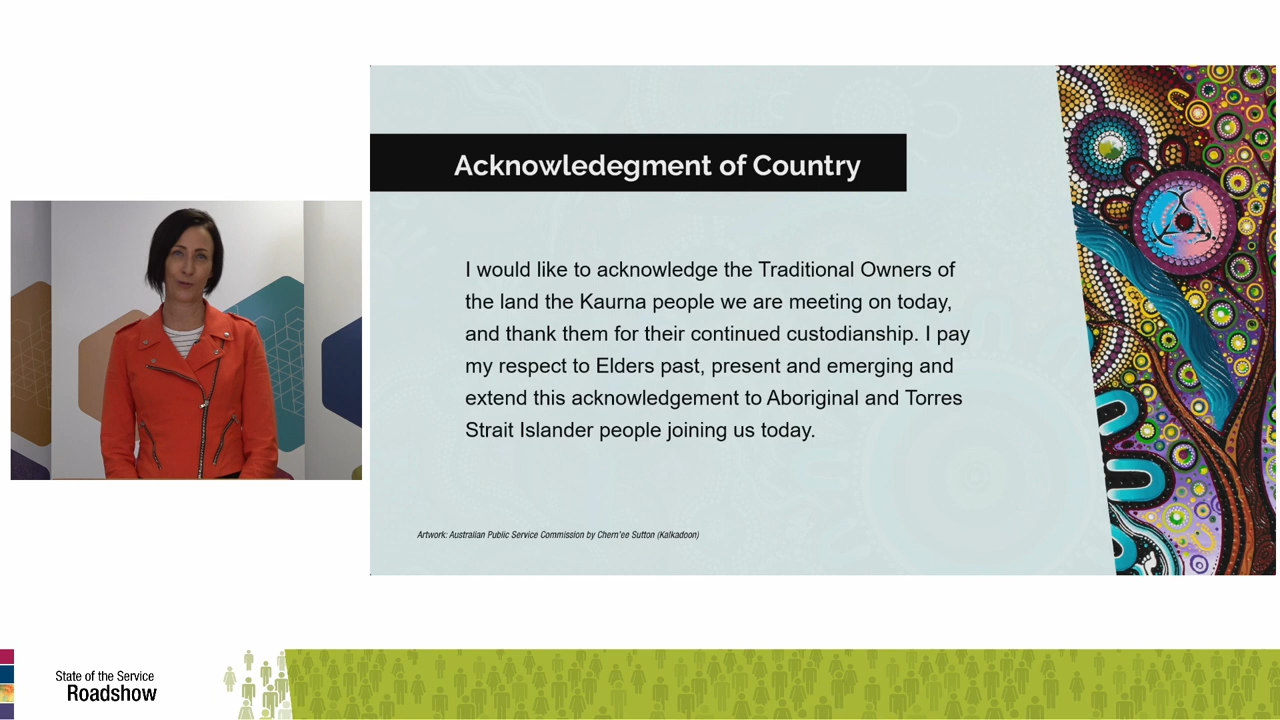 Acknowledegment of Country
I would like to acknowledge the Traditional Owners of
the land the Kaurna people we are meeting on today,
and thank them for their continued custodianship. I pay
my respect to Elders past, present and emerging and
extend this acknowledgement to Aboriginal and Torres
Strait Islander people joining us today.
Artwork: Australian Public Service Commission by Chern'ee Sutton (Kalkadoon)
State of the Service
Roadshow